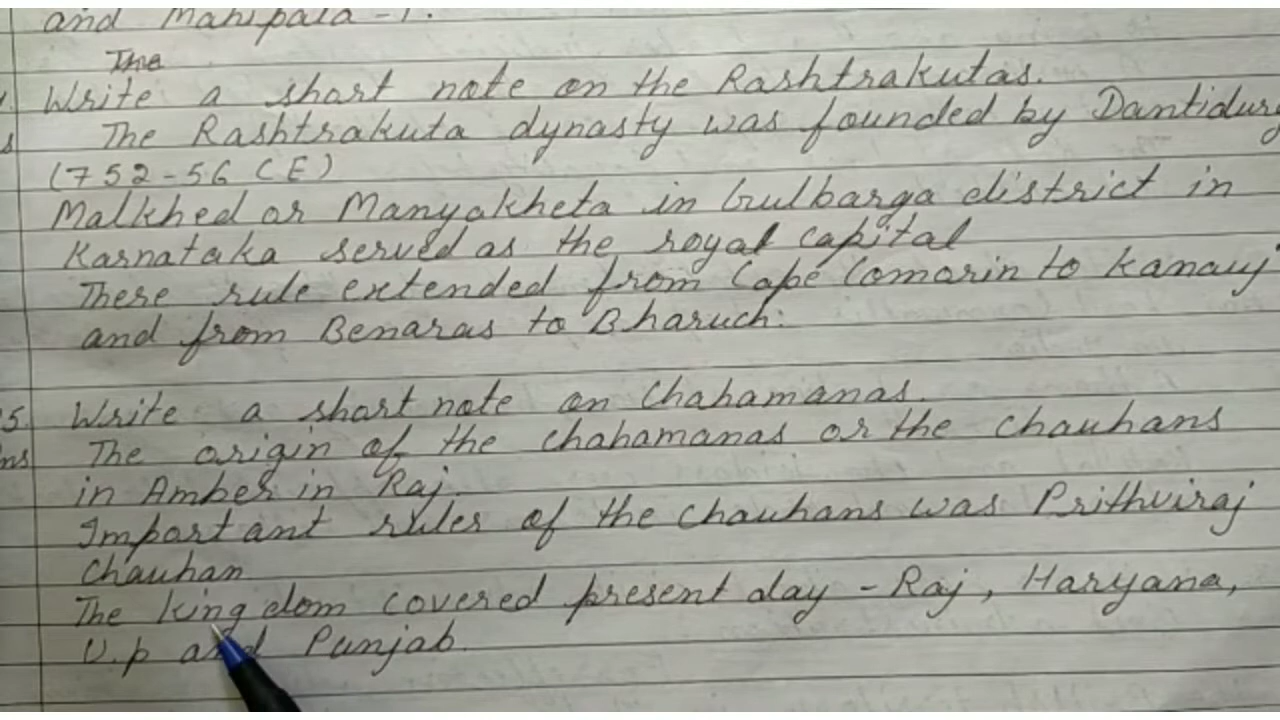 and Mahipala - I.
The
Write a short note on the Rashtrakutas.
s The Rashtrakuta dynasty was founded by Dantidurg
(752-56 CE)
Malkhed or Manyakheta in Gulbarga district in
Karnataka served as the royal capital
There rule extended from Cape Comorin to Kanauj
and from Benaras to Bharuch.
5. Write a short note on Chahamanas.
ns The origin of the Chahamanas or the Chauhans
in Amber in Raj.
Important ruler of the Chauhans was Prithviraj
Chauhan
The kingdom covered present day - Raj, Haryana,
U.p and Punjab.